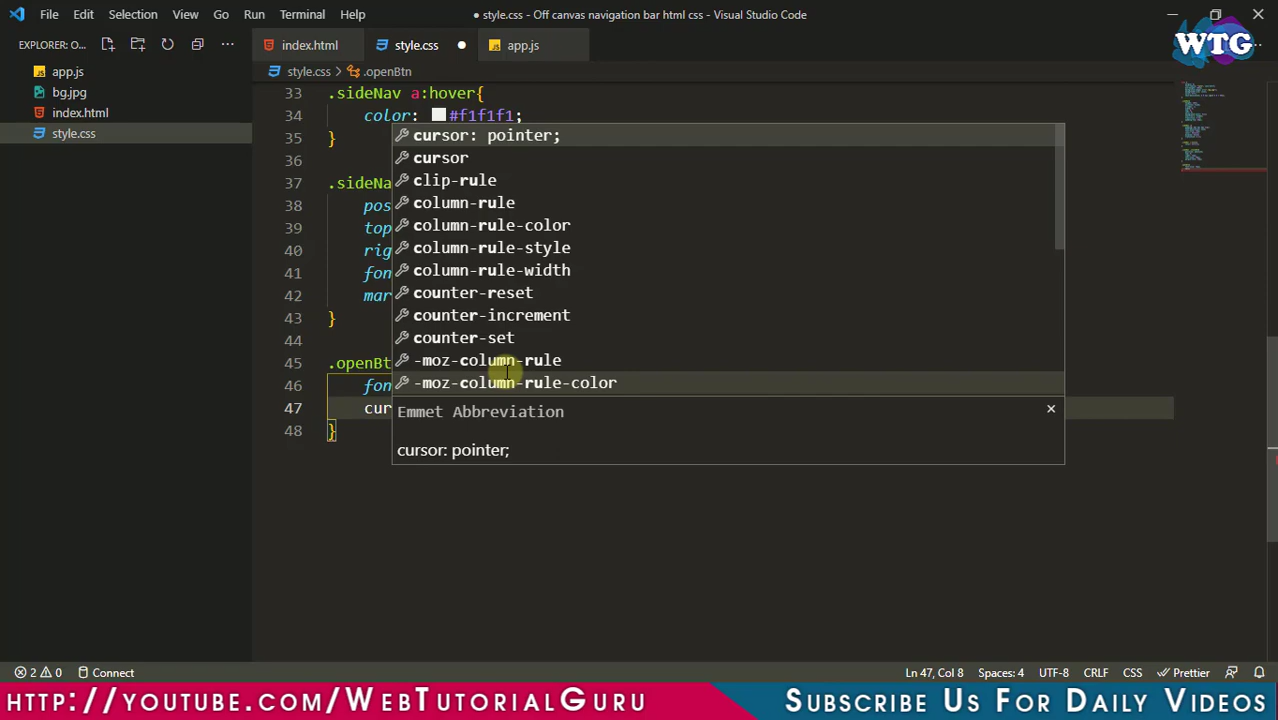 File Edit Selection View Go Run Terminal Help
● style.css - Off canvas navigation bar html css - Visual Studio Code
EXPLORER: O...
index.html
style.css
app.js
WTG
style.css > .openBtn
app.js
bg.jpg
index.html
style.css
33 .sideNav a:hover{
34 color: #f1f1f1;
35 }
36
37 .sideNa
38 pos
39 top
40 rig
41 fon
42 mar
43 }
44
45 .openBt
46 fon
47 cur
48 }
cursor: pointer;
cursor
clip-rule
column-rule
column-rule-color
column-rule-style
column-rule-width
counter-reset
counter-increment
counter-set
-moz-column-rule
-moz-column-rule-color
Emmet Abbreviation
cursor: pointer;
2 0 Connect
Ln 47, Col 8 Spaces: 4 UTF-8 CRLF CSS Prettier
http://youtube.com/WebTutorialGuru
Subscribe Us For Daily Videos